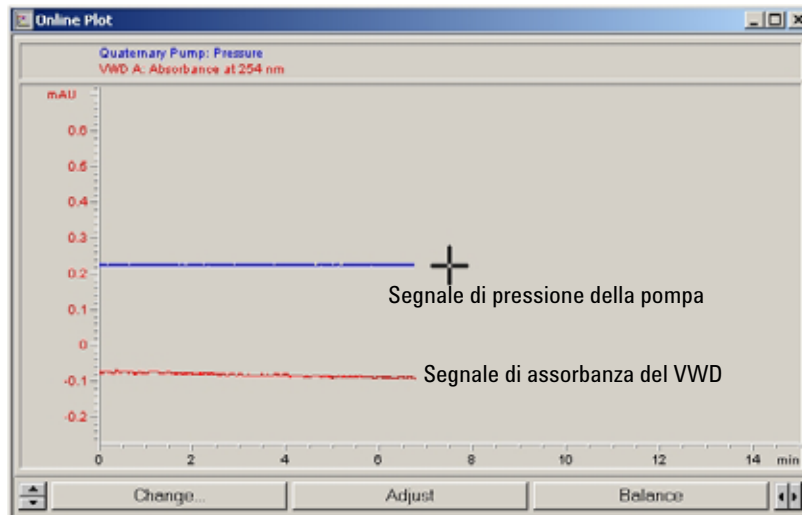 Online Plot
Quaternary Pump: Pressure
VWD A: Absorbance at 254 nm
mAU
0.6
0.5
0.4
0.3
0.2
Segnale di pressione della pompa
0.1
0
Segnale di assorbanza del VWD
-0.1
-0.2
0 2 4 6 8 10 12 14 min
Change... Adjust Balance